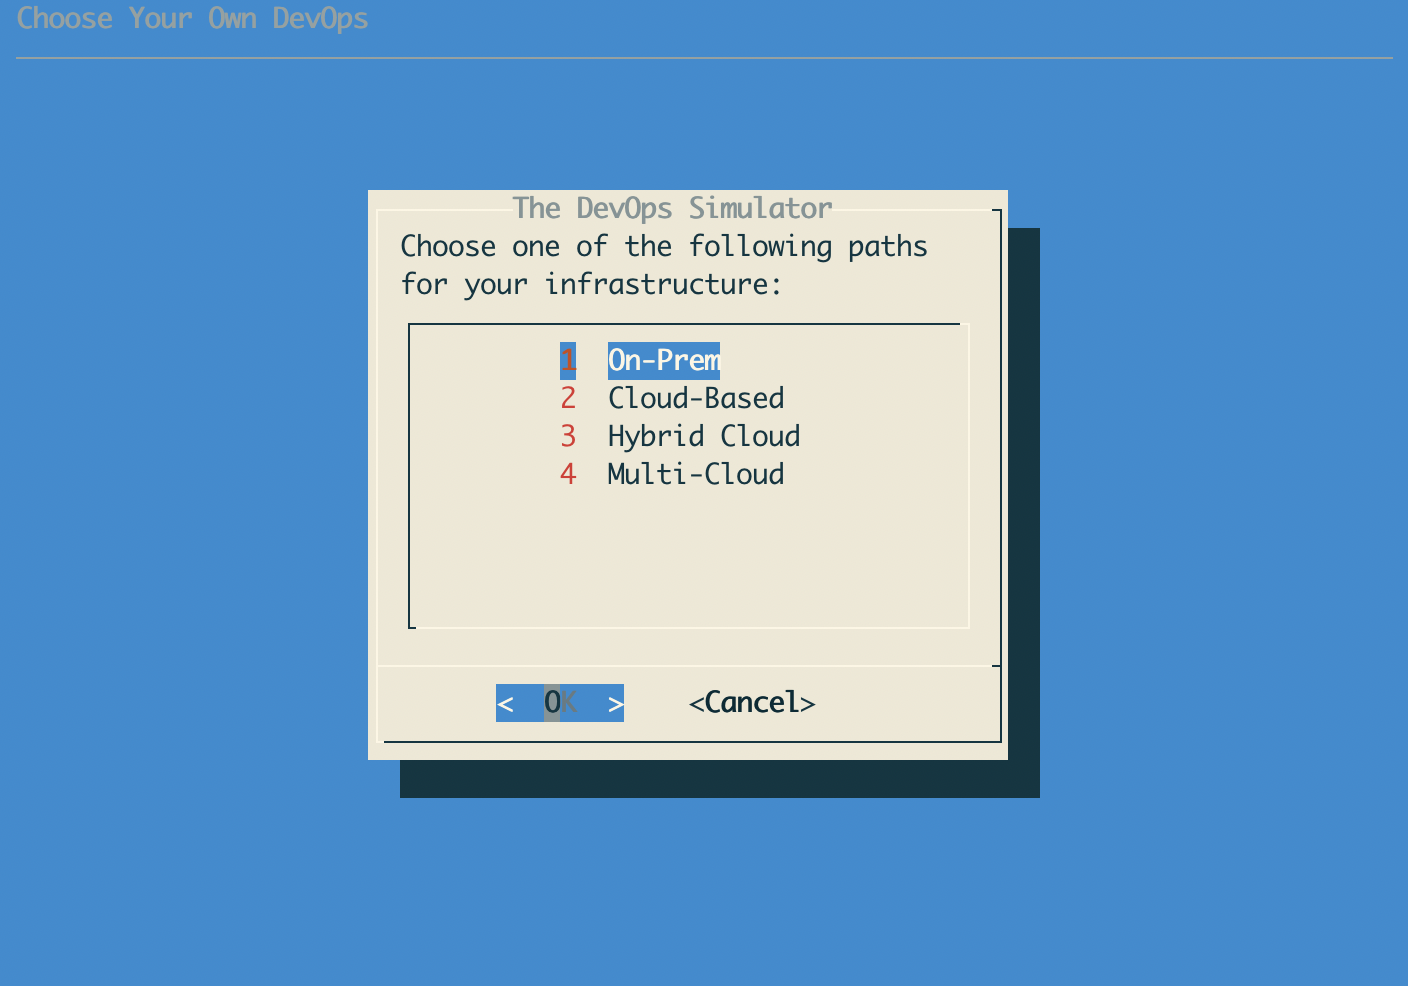 Choose Your Own DevOps
The DevOps Simulator
Choose one of the following paths
for your infrastructure:
1 On-Prem
2 Cloud-Based
3 Hybrid Cloud
4 Multi-Cloud
< OK > <Cancel>